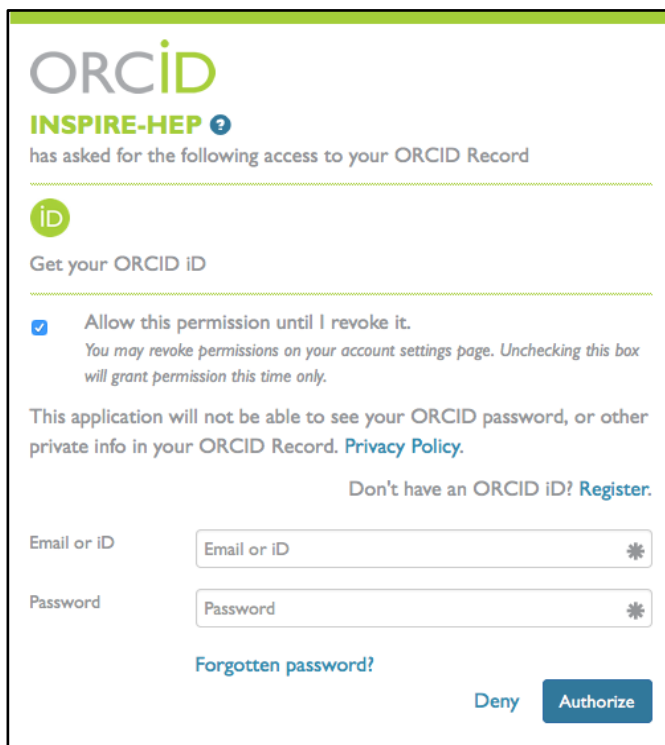 ORCiD
INSPIRE-HEP ?
has asked for the following access to your ORCID Record
iD
Get your ORCID iD
Allow this permission until I revoke it.
You may revoke permissions on your account settings page. Unchecking this box
will grant permission this time only.
This application will not be able to see your ORCID password, or other
private info in your ORCID Record. Privacy Policy.
Don't have an ORCID iD? Register.
Email or iD Email or iD
Password Password
Forgotten password?
Deny Authorize